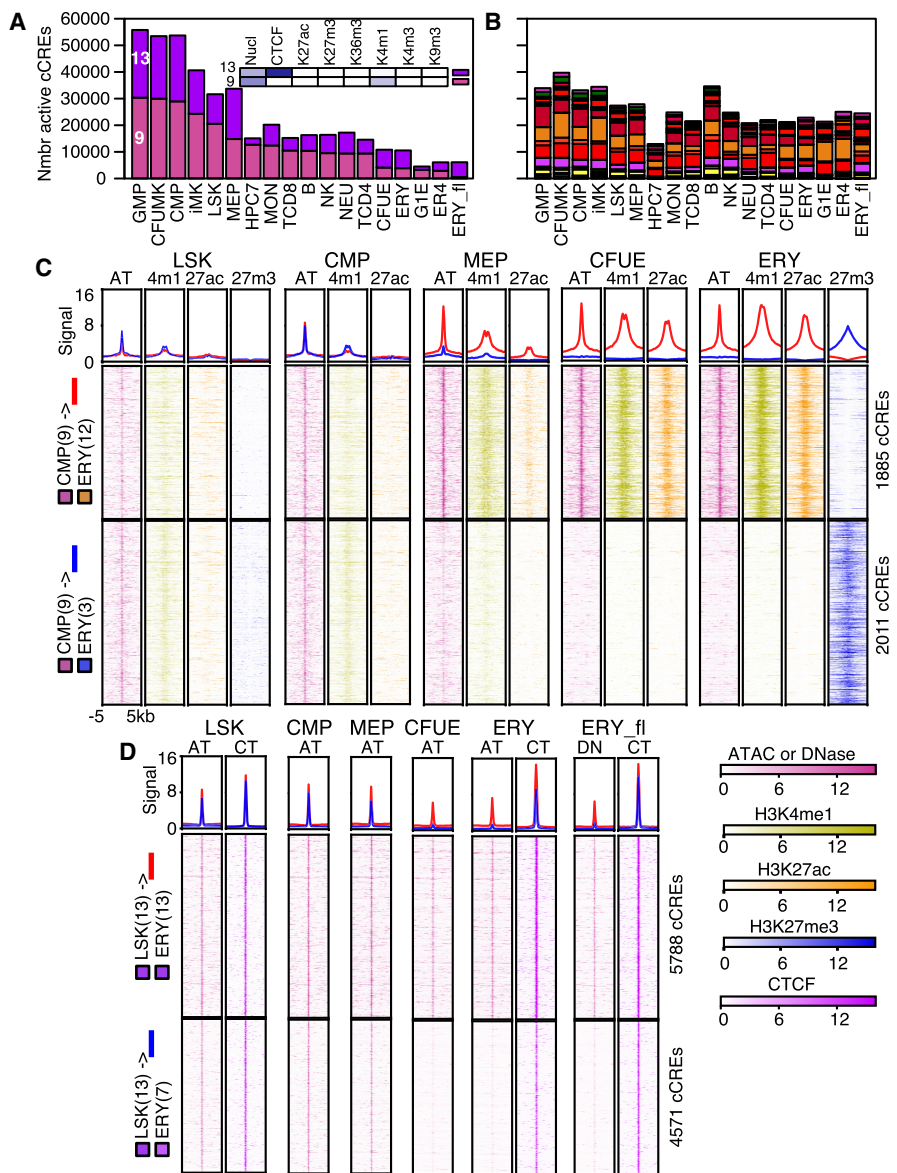 A
Nmbr active cCREs
60000
50000
40000
30000
20000
10000
0
13
9
Nucl
CTCF
K27ac
K27m3
K36m3
K4m1
K4m3
K9m3
13
9
GMP
CFUMK
CMP
iMK
LSK
MEP
HPC7
MON
TCD8
B
NK
NEU
TCD4
CFUE
ERY
G1E
ER4
ERY_fl
B
GMP
CFUMK
CMP
iMK
LSK
MEP
HPC7
MON
TCD8
B
NK
NEU
TCD4
CFUE
ERY
G1E
ER4
ERY_fl
C
LSK CMP MEP CFUE ERY
AT 4m1 27ac 27m3 AT 4m1 27ac AT 4m1 27ac AT 4m1 27ac AT 4m1 27ac 27m3
Signal
16
8
0
CMP(9) ->
ERY(12)
1885 cCREs
CMP(9) ->
ERY(3)
2011 cCREs
-5 5kb
D
LSK CMP MEP CFUE ERY ERY_fl
AT CT AT AT AT AT CT DN CT
Signal
16
8
0
LSK(13) ->
ERY(13)
5788 cCREs
LSK(13) ->
ERY(7)
4571 cCREs
ATAC or DNase
0 6 12
H3K4me1
0 6 12
H3K27ac
0 6 12
H3K27me3
0 6 12
CTCF
0 6 12